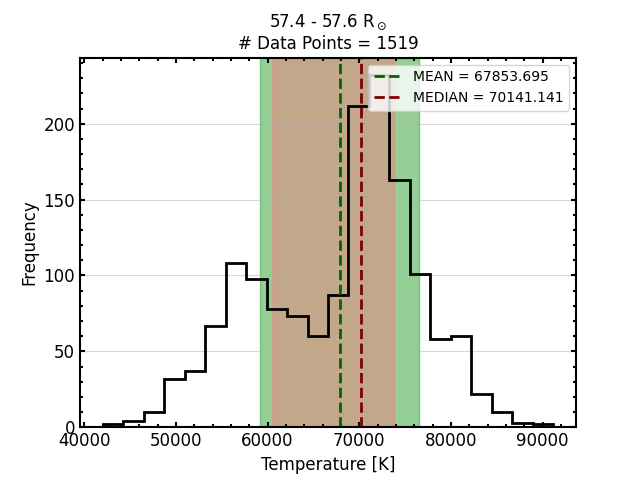 57.4 - 57.6 R⊙
# Data Points = 1519
MEAN = 67853.695
MEDIAN = 70141.141
Frequency
200
150
100
50
0
40000 50000 60000 70000 80000 90000
Temperature [K]